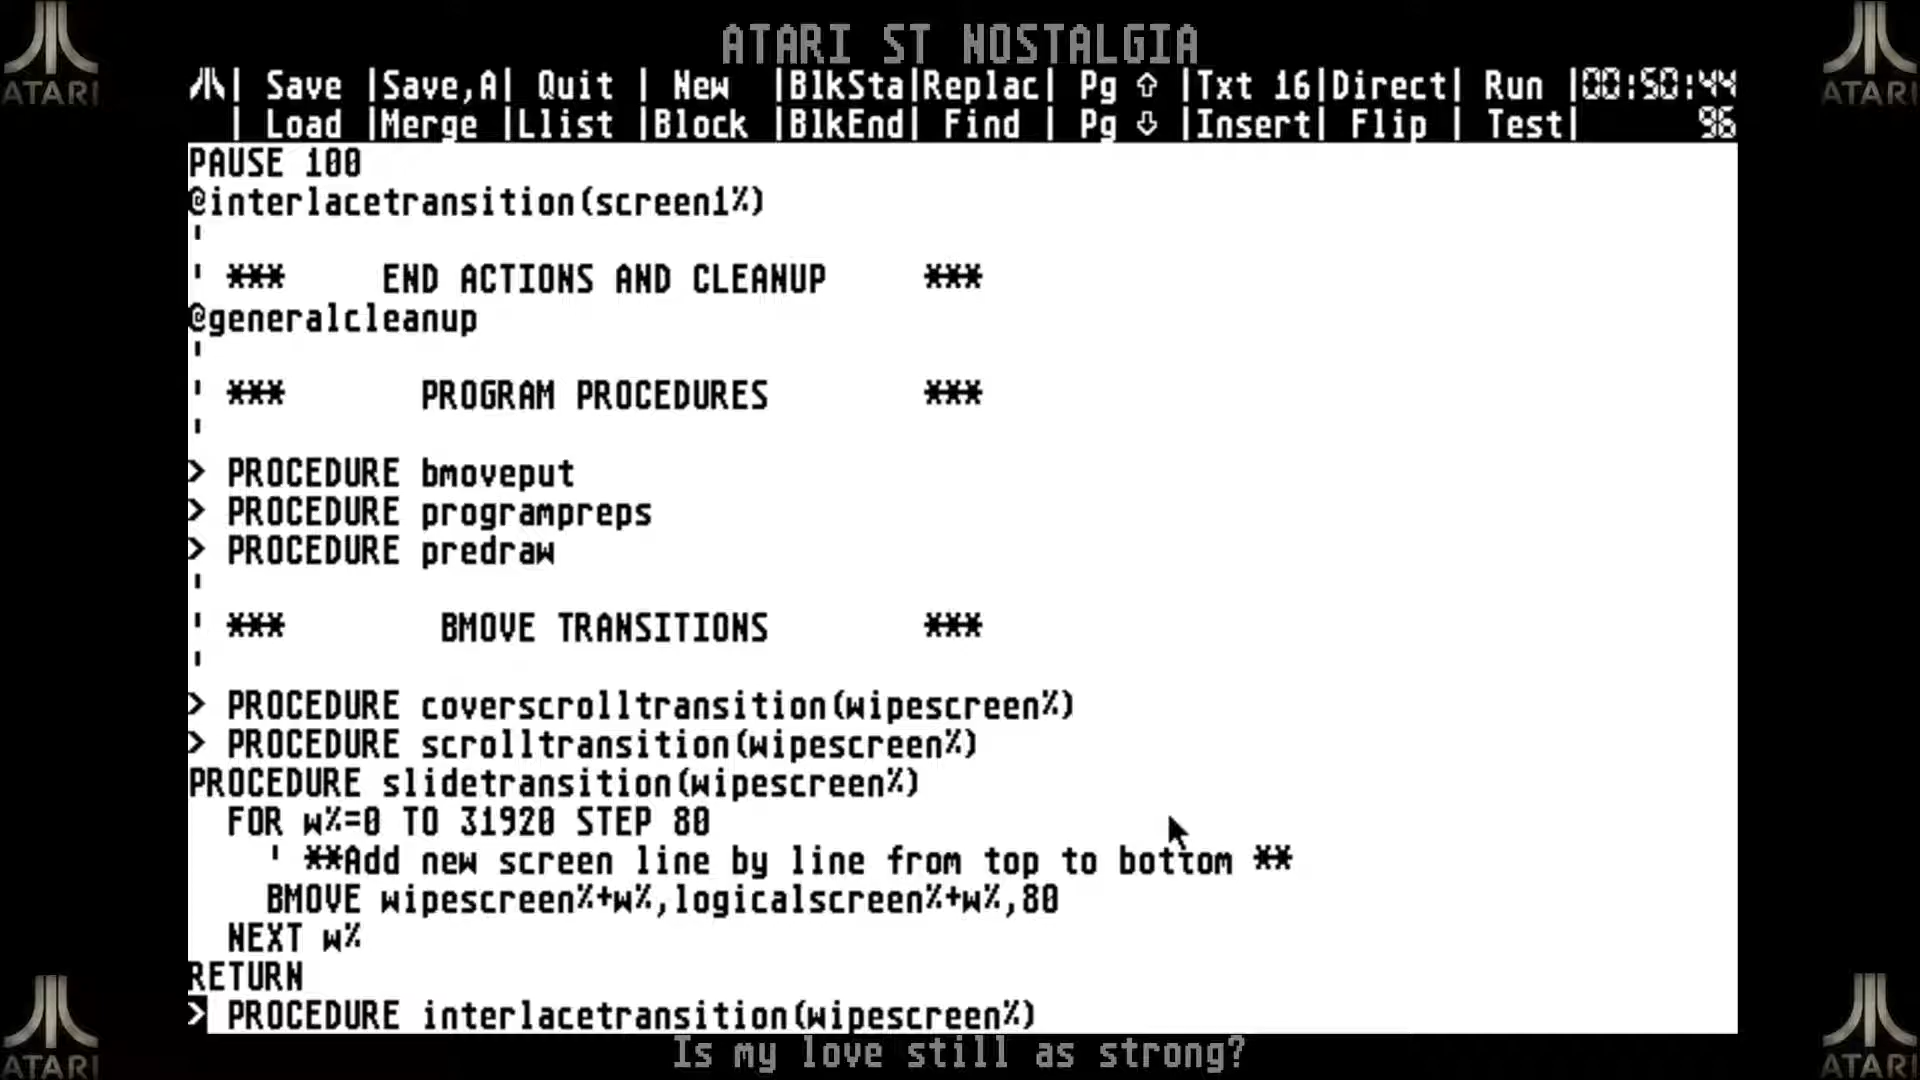 ATARI ST NOSTALGIA
ATARI
ATARI
| Save |Save,A| Quit | New |BlkSta|Replac| Pg ⇧ |Txt 16|Direct| Run |00:50:44
| Load |Merge |Llist |Block |BlkEnd| Find | Pg ⇩ |Insert| Flip | Test| 96
PAUSE 100
@interlacetransition(screen1%)
'
' *** END ACTIONS AND CLEANUP ***
@generalcleanup
'
' *** PROGRAM PROCEDURES ***
'
> PROCEDURE bmoveput
> PROCEDURE programpreps
> PROCEDURE predraw
'
' *** BMOVE TRANSITIONS ***
'
> PROCEDURE coverscrolltransition(wipescreen%)
> PROCEDURE scrolltransition(wipescreen%)
PROCEDURE slidetransition(wipescreen%)
FOR w%=0 TO 31920 STEP 80
' **Add new screen line by line from top to bottom **
BMOVE wipescreen%+w%,logicalscreen%+w%,80
NEXT w%
RETURN
> PROCEDURE interlacetransition(wipescreen%)
Is my love still as strong?
ATARI
ATARI